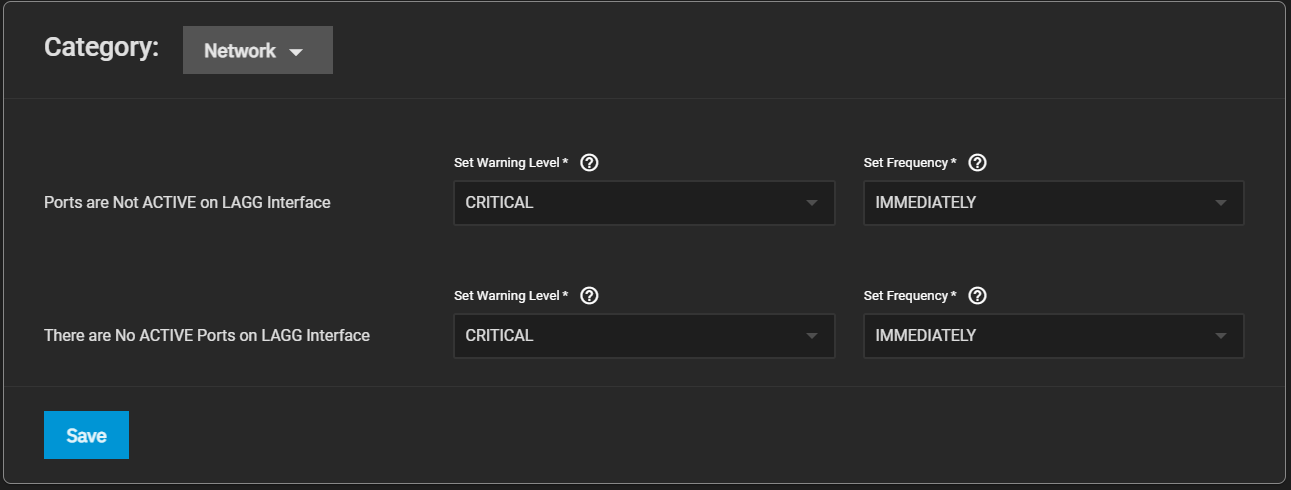 Category: Network
Set Warning Level * Set Frequency *
Ports are Not ACTIVE on LAGG Interface CRITICAL IMMEDIATELY
Set Warning Level * Set Frequency *
There are No ACTIVE Ports on LAGG Interface CRITICAL IMMEDIATELY
Save